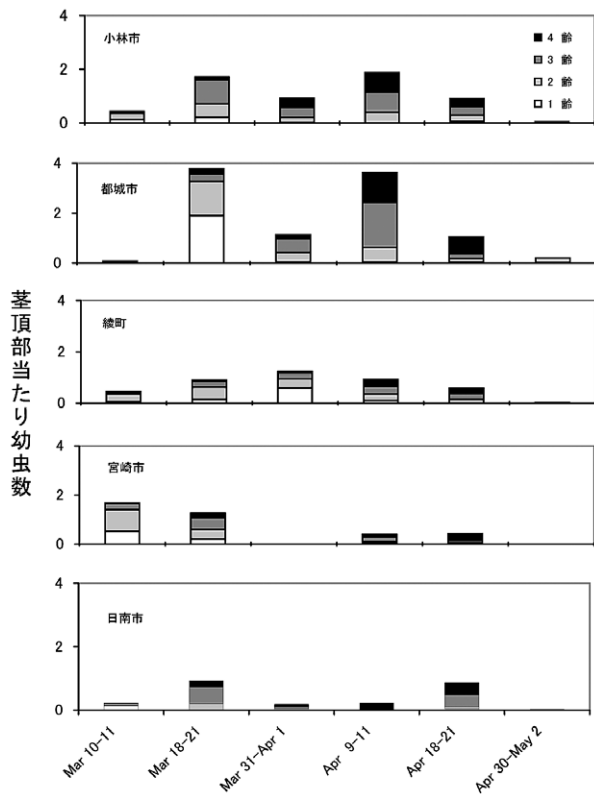 茎頂部当たり幼虫数
小林市
4
2
0
4 齢
3 齢
2 齢
1 齢
都城市
4
2
0
綾町
4
2
0
宮崎市
4
2
0
日南市
4
2
0
Mar 10-11
Mar 18-21
Mar 31-Apr 1
Apr 9-11
Apr 18-21
Apr 30-May 2